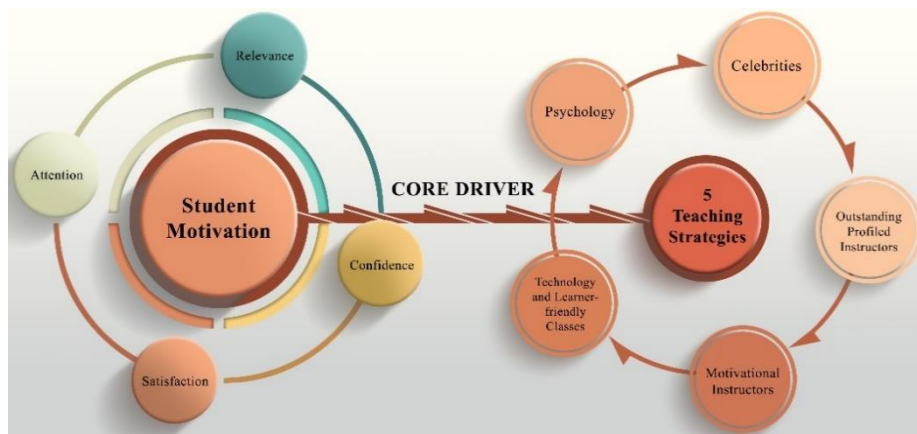 Relevance
Attention
Student
Motivation
Confidence
Satisfaction
CORE DRIVER
5
Teaching
Strategies
Psychology
Celebrities
Outstanding
Profiled
Instructors
Motivational
Instructors
Technology
and Learner-
friendly
Classes